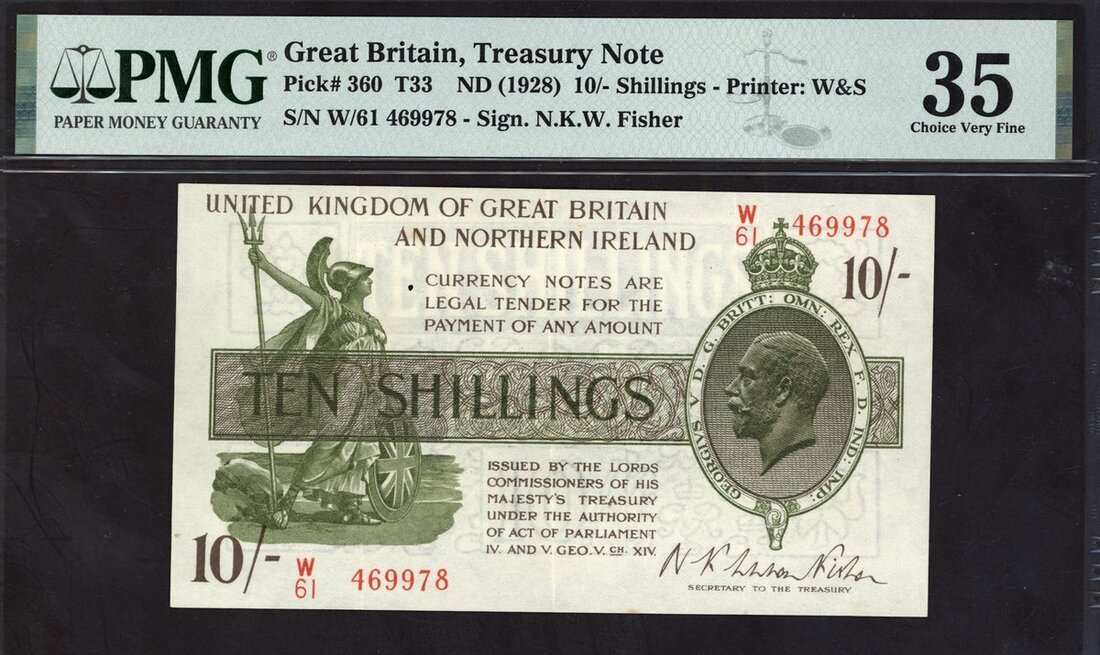 PMG®
PAPER MONEY GUARANTY
Great Britain, Treasury Note
Pick# 360 T33 ND (1928) 10/- Shillings - Printer: W&S
S/N W/61 469978 - Sign. N.K.W. Fisher
35
Choice Very Fine
UNITED KINGDOM OF GREAT BRITAIN
AND NORTHERN IRELAND
W
61 469978
10/-
CURRENCY NOTES ARE
LEGAL TENDER FOR THE
PAYMENT OF ANY AMOUNT
TEN SHILLINGS
GEORGIVS V D. G. BRITT: OMN: REX F. D. IND: IMP:
ISSUED BY THE LORDS
COMMISSIONERS OF HIS
MAJESTY'S TREASURY
UNDER THE AUTHORITY
OF ACT OF PARLIAMENT
IV. AND V. GEO. V. CH. XIV.
10/-
W
61 469978
SECRETARY TO THE TREASURY